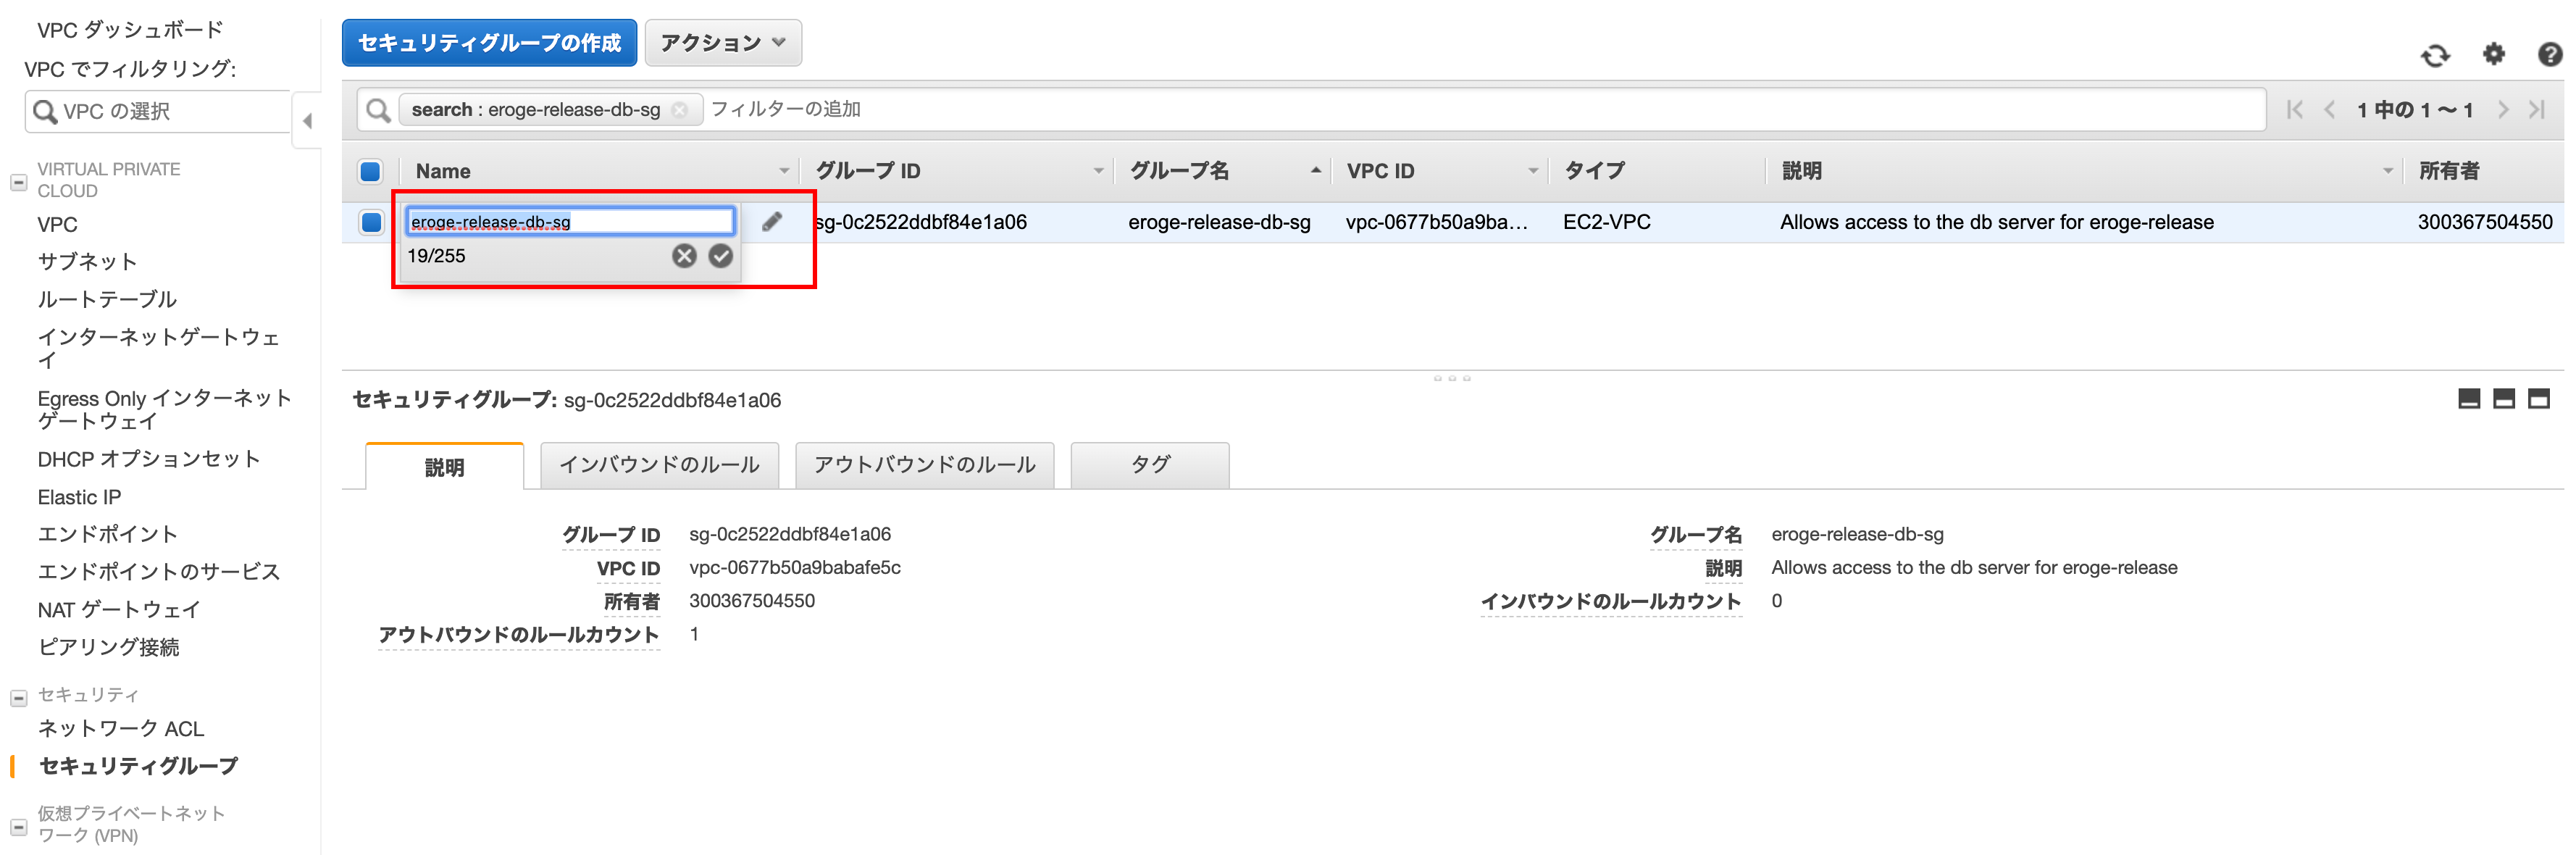 VPC ダッシュボード
VPC でフィルタリング:
VPC の選択
VIRTUAL PRIVATE
CLOUD
VPC
サブネット
ルートテーブル
インターネットゲートウェ
イ
Egress Only インターネット
ゲートウェイ
DHCP オプションセット
Elastic IP
エンドポイント
エンドポイントのサービス
NAT ゲートウェイ
ピアリング接続
セキュリティ
ネットワーク ACL
セキュリティグループ
仮想プライベートネット
ワーク (VPN)
セキュリティグループの作成 アクション
search : eroge-release-db-sg フィルターの追加 1 中の 1 ~ 1
Name グループ ID グループ名 VPC ID タイプ 説明 所有者
eroge-release-db-sg sg-0c2522ddbf84e1a06 eroge-release-db-sg vpc-0677b50a9ba… EC2-VPC Allows access to the db server for eroge-release 300367504550
19/255
セキュリティグループ: sg-0c2522ddbf84e1a06
説明 インバウンドのルール アウトバウンドのルール タグ
グループ ID sg-0c2522ddbf84e1a06 グループ名 eroge-release-db-sg
VPC ID vpc-0677b50a9babafe5c 説明 Allows access to the db server for eroge-release
所有者 300367504550 インバウンドのルールカウント 0
アウトバウンドのルールカウント 1